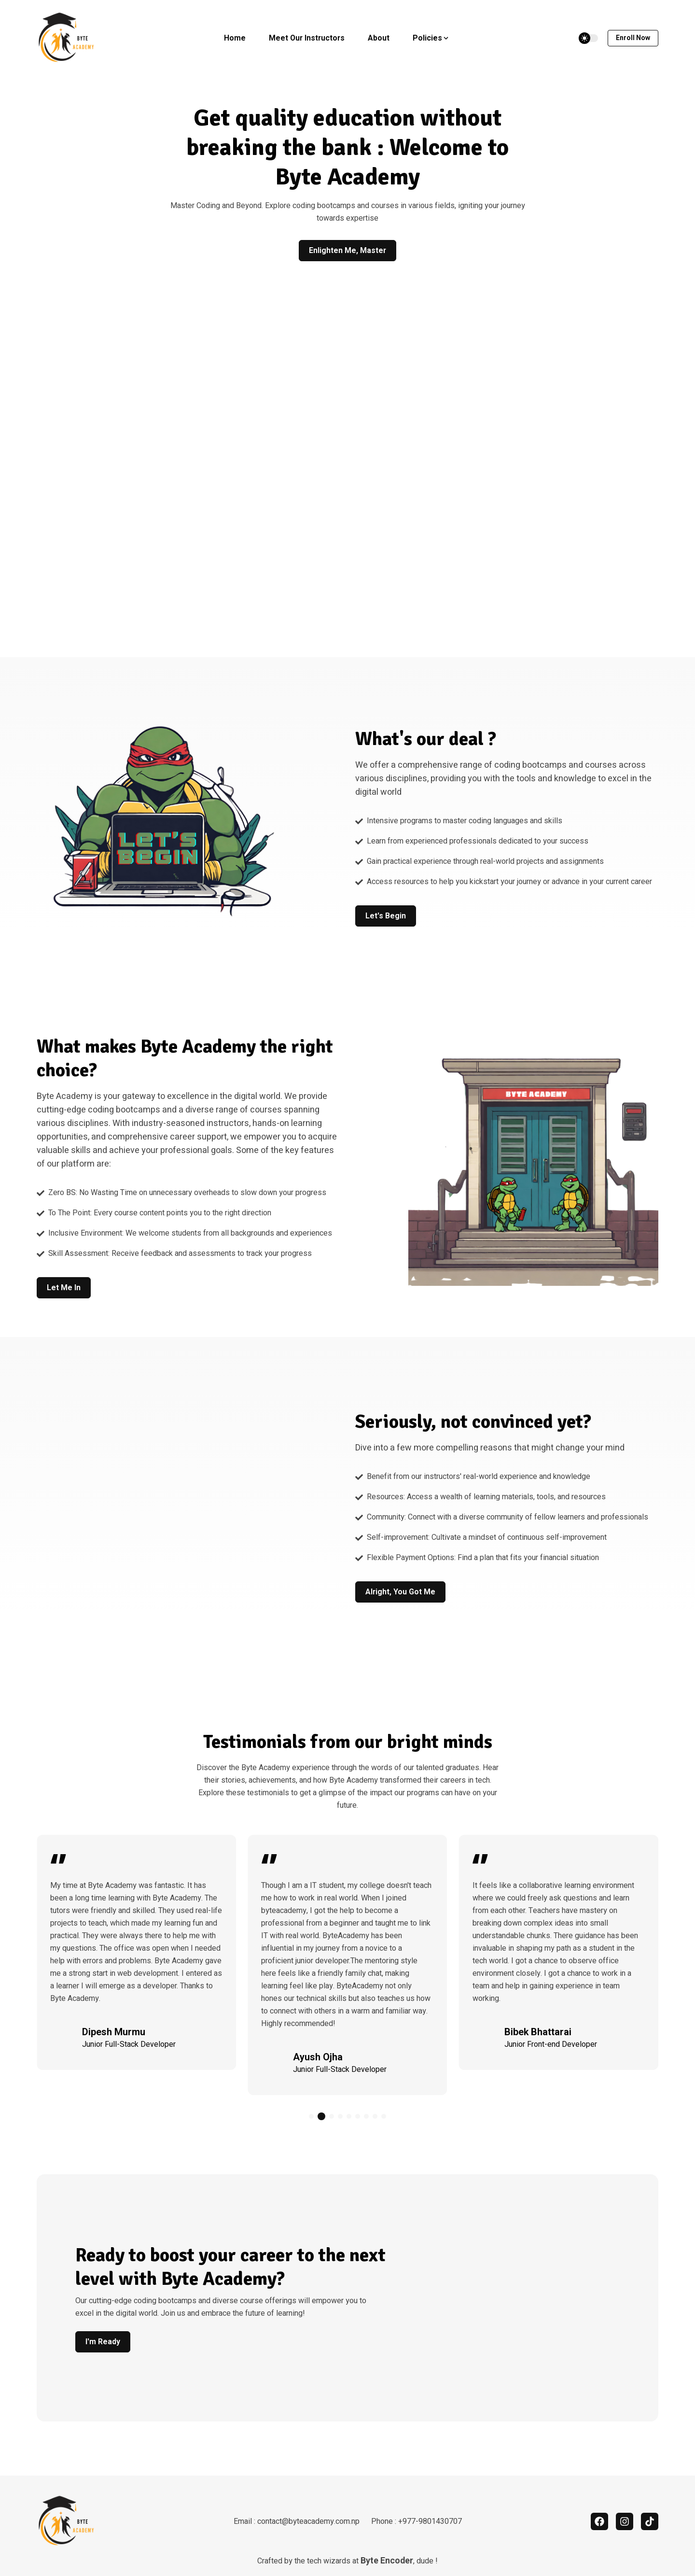 BYTE
ACADEMY
Home
Meet Our Instructors
About
Policies
Enroll Now
Get quality education without
breaking the bank : Welcome to
Byte Academy
Master Coding and Beyond. Explore coding bootcamps and courses in various fields, igniting your journey
towards expertise
Enlighten Me, Master
LET'S
BEGIN
What's our deal ?
We offer a comprehensive range of coding bootcamps and courses across
various disciplines, providing you with the tools and knowledge to excel in the
digital world
Intensive programs to master coding languages and skills
Learn from experienced professionals dedicated to your success
Gain practical experience through real-world projects and assignments
Access resources to help you kickstart your journey or advance in your current career
Let's Begin
What makes Byte Academy the right
choice?
Byte Academy is your gateway to excellence in the digital world. We provide
cutting-edge coding bootcamps and a diverse range of courses spanning
various disciplines. With industry-seasoned instructors, hands-on learning
opportunities, and comprehensive career support, we empower you to acquire
valuable skills and achieve your professional goals. Some of the key features
of our platform are:
Zero BS: No Wasting Time on unnecessary overheads to slow down your progress
To The Point: Every course content points you to the right direction
Inclusive Environment: We welcome students from all backgrounds and experiences
Skill Assessment: Receive feedback and assessments to track your progress
Let Me In
BYTE ACADEMY
Seriously, not convinced yet?
Dive into a few more compelling reasons that might change your mind
Benefit from our instructors' real-world experience and knowledge
Resources: Access a wealth of learning materials, tools, and resources
Community: Connect with a diverse community of fellow learners and professionals
Self-improvement: Cultivate a mindset of continuous self-improvement
Flexible Payment Options: Find a plan that fits your financial situation
Alright, You Got Me
Testimonials from our bright minds
Discover the Byte Academy experience through the words of our talented graduates. Hear
their stories, achievements, and how Byte Academy transformed their careers in tech.
Explore these testimonials to get a glimpse of the impact our programs can have on your
future.
My time at Byte Academy was fantastic. It has
been a long time learning with Byte Academy. The
tutors were friendly and skilled. They used real-life
projects to teach, which made my learning fun and
practical. They were always there to help me with
my questions. The office was open when I needed
help with errors and problems. Byte Academy gave
me a strong start in web development. I entered as
a learner I will emerge as a developer. Thanks to
Byte Academy.
Dipesh Murmu
Junior Full-Stack Developer
Though I am a IT student, my college doesn't teach
me how to work in real world. When I joined
byteacademy, I got the help to become a
professional from a beginner and taught me to link
IT with real world. ByteAcademy has been
influential in my journey from a novice to a
proficient junior developer.The mentoring style
here feels like a friendly family chat, making
learning feel like play. ByteAcademy not only
hones our technical skills but also teaches us how
to connect with others in a warm and familiar way.
Highly recommended!
Ayush Ojha
Junior Full-Stack Developer
It feels like a collaborative learning environment
where we could freely ask questions and learn
from each other. Teachers have mastery on
breaking down complex ideas into small
understandable chunks. There guidance has been
invaluable in shaping my path as a student in the
tech world. I got a chance to observe office
environment closely. I got a chance to work in a
team and help in gaining experience in team
working.
Bibek Bhattarai
Junior Front-end Developer
Ready to boost your career to the next
level with Byte Academy?
Our cutting-edge coding bootcamps and diverse course offerings will empower you to
excel in the digital world. Join us and embrace the future of learning!
I'm Ready
BYTE
ACADEMY
Email : contact@byteacademy.com.np
Phone : +977-9801430707
Crafted by the tech wizards at Byte Encoder, dude !